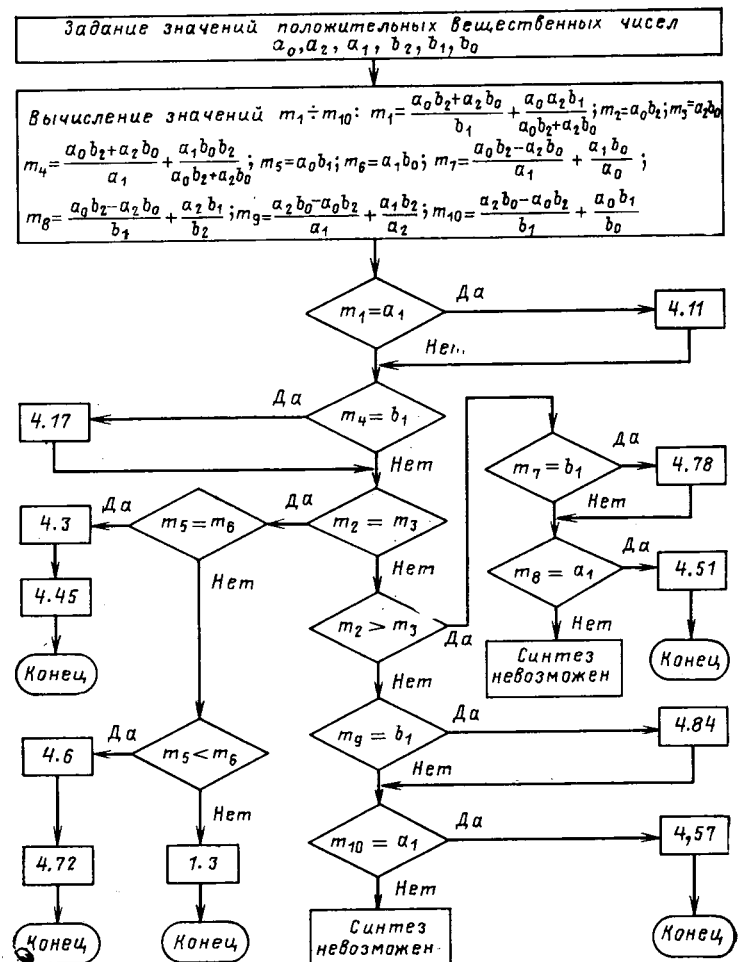 Задание значений положительных вещественных чисел
a₀, a₂, a₁, b₂, b₁, b₀
Вычисление значений m₁ ÷ m₁₀: m₁ = (a₀b₂+a₂b₀)/b₁ + (a₀a₂b₁)/(a₀b₂+a₂b₀); m₂=a₀b₂; m₃=a₂b₀
m₄ = (a₀b₂+a₂b₀)/a₁ + (a₁b₀b₂)/(a₀b₂+a₂b₀); m₅=a₀b₁; m₆=a₁b₀; m₇ = (a₀b₂−a₂b₀)/a₁ + (a₁b₀)/a₀;
m₈ = (a₀b₂−a₂b₀)/b₁ + (a₂b₁)/b₂; m₉ = (a₂b₀−a₀b₂)/a₁ + (a₁b₂)/a₂; m₁₀ = (a₂b₀−a₀b₂)/b₁ + (a₀b₁)/b₀
m₁=a₁
Да
4.11
Нет
m₄=b₁
Да
4.17
Нет
m₇=b₁
Да
4.78
Нет
m₂=m₃
Да
m₅=m₆
Да
4.3
4.45
Конец
Нет
Нет
m₈=a₁
Да
4.51
Конец
Нет
Синтез
невозможен
m₂>m₃
Да
Нет
m₉=b₁
Да
4.84
Нет
m₅<m₆
Да
4.6
4.72
Конец
Нет
1.3
Конец
m₁₀=a₁
Да
4,57
Конец
Нет
Синтез
невозможен